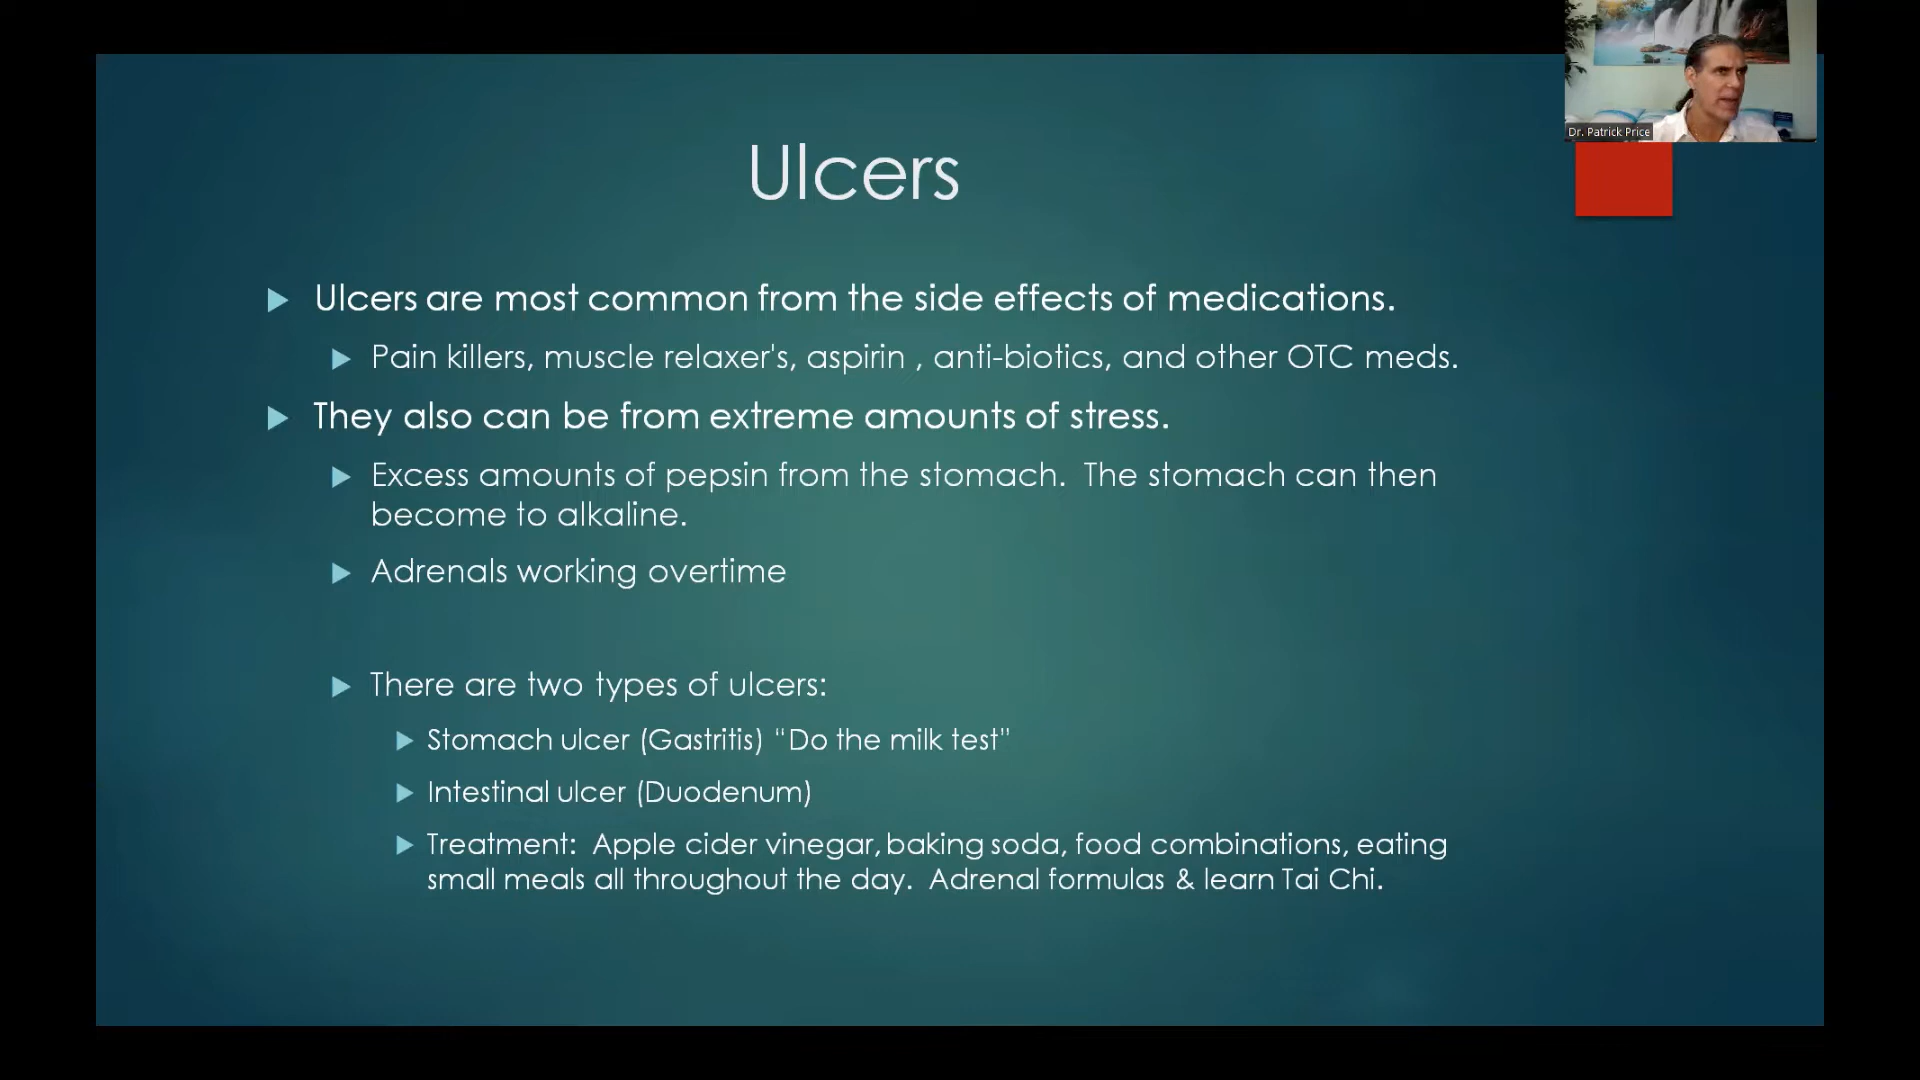 Dr. Patrick Price
Ulcers
Ulcers are most common from the side effects of medications.
Pain killers, muscle relaxer's, aspirin , anti-biotics, and other OTC meds.
They also can be from extreme amounts of stress.
Excess amounts of pepsin from the stomach. The stomach can then
become to alkaline.
Adrenals working overtime
There are two types of ulcers:
Stomach ulcer (Gastritis) “Do the milk test”
Intestinal ulcer (Duodenum)
Treatment: Apple cider vinegar, baking soda, food combinations, eating
small meals all throughout the day. Adrenal formulas & learn Tai Chi.